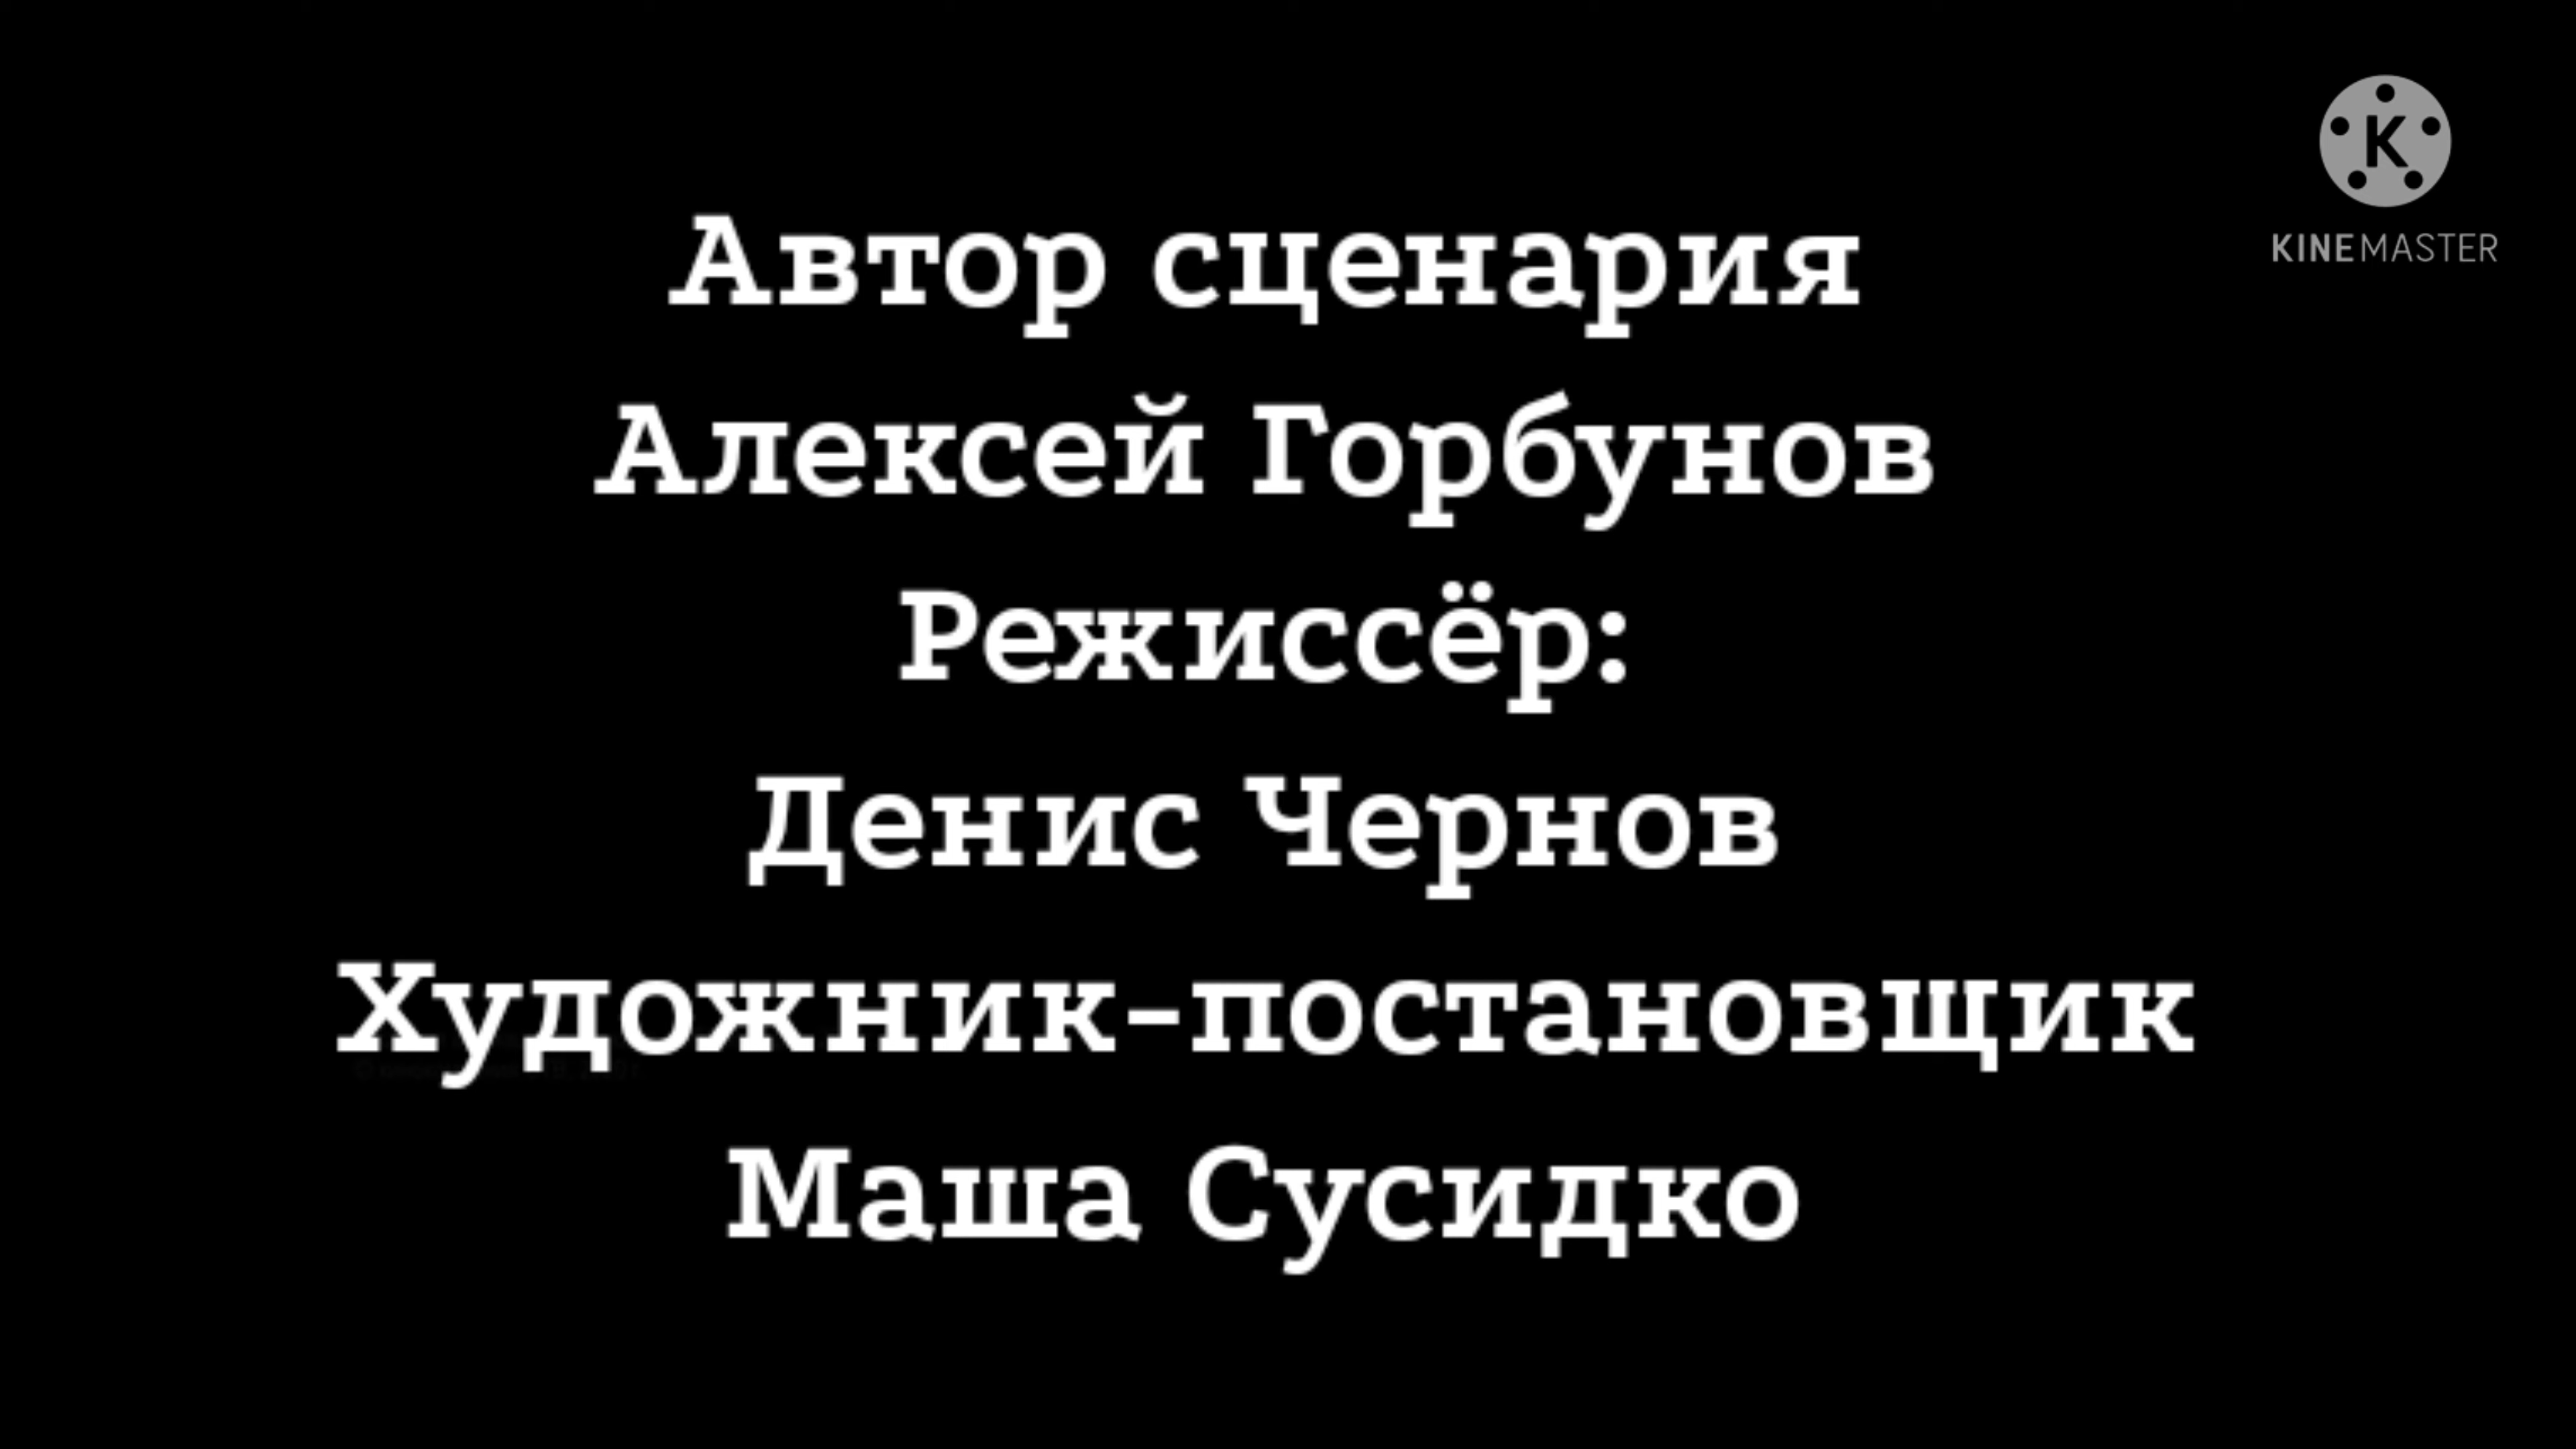 KINEMASTER
Автор сценария
Алексей Горбунов
Режиссёр:
Денис Чернов
Художник-постановщик
Маша Сусидко